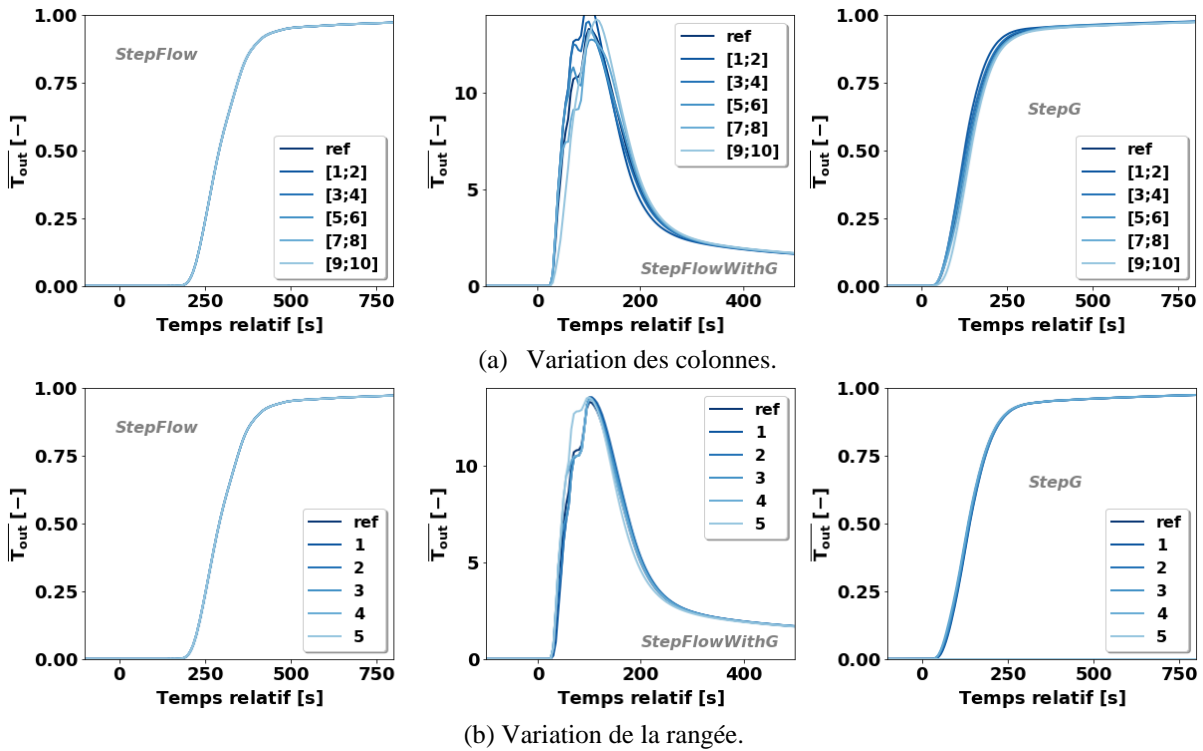 1.00
0.75
0.50
0.25
0.00
T_out [−]
StepFlow
ref
[1;2]
[3;4]
[5;6]
[7;8]
[9;10]
0 250 500 750
Temps relatif [s]
10
5
0
T_out [−]
ref
[1;2]
[3;4]
[5;6]
[7;8]
[9;10]
StepFlowWithG
0 200 400
Temps relatif [s]
1.00
0.75
0.50
0.25
0.00
T_out [−]
StepG
ref
[1;2]
[3;4]
[5;6]
[7;8]
[9;10]
0 250 500 750
Temps relatif [s]
(a) Variation des colonnes.
1.00
0.75
0.50
0.25
0.00
T_out [−]
StepFlow
ref
1
2
3
4
5
0 250 500 750
Temps relatif [s]
10
5
0
T_out [−]
ref
1
2
3
4
5
StepFlowWithG
0 200 400
Temps relatif [s]
1.00
0.75
0.50
0.25
0.00
T_out [−]
StepG
ref
1
2
3
4
5
0 250 500 750
Temps relatif [s]
(b) Variation de la rangée.